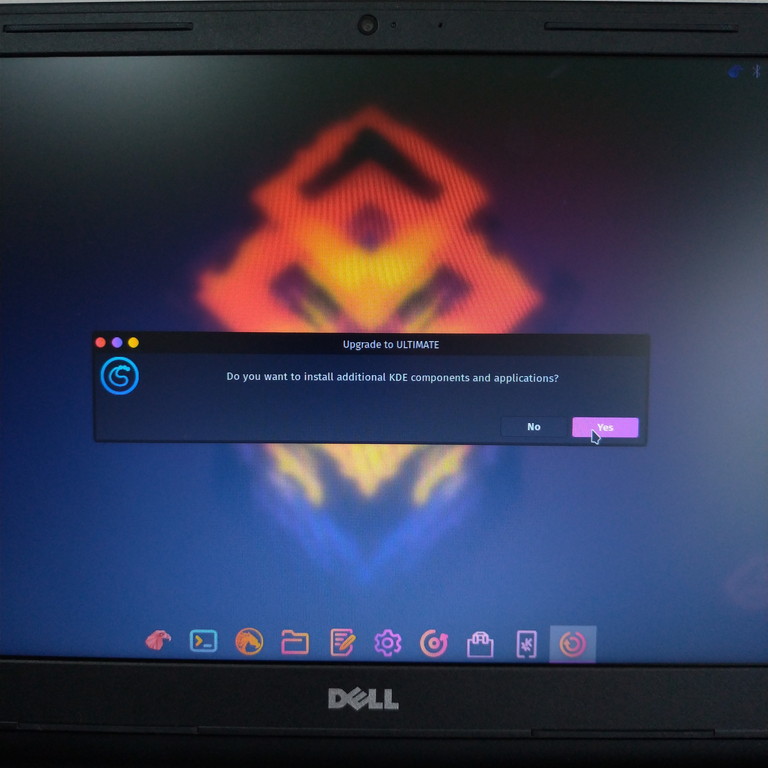 Upgrade to ULTIMATE
Do you want to install additional KDE components and applications?
No
Yes
DELL